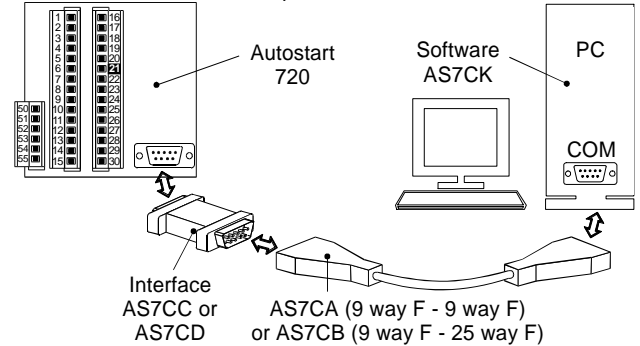 1 16
2 17
3 18
4 19
5 20
6 21
7 22
8 23
9 24
50 10 25
51 11 26
52 12 27
53 13 28
54 14 29
55 15 30
Autostart
720
Software
AS7CK
PC
COM
Interface
AS7CC or
AS7CD
AS7CA (9 way F - 9 way F)
or AS7CB (9 way F - 25 way F)